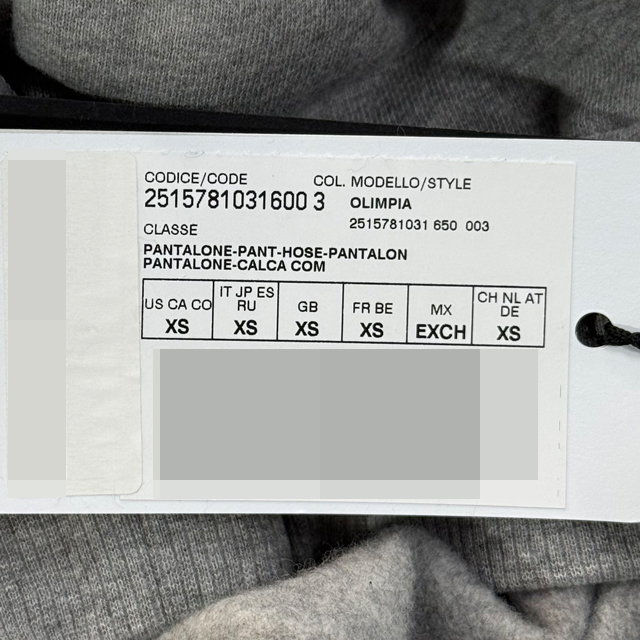 CODICE/CODE
COL. MODELLO/STYLE
2515781031600 3
OLIMPIA
2515781031 650 003
CLASSE
PANTALONE-PANT-HOSE-PANTALON
PANTALONE-CALCA COM
US CA CO
IT JP ES RU
GB
FR BE
MX
CH NL AT DE
XS
XS
XS
XS
EXCH
XS